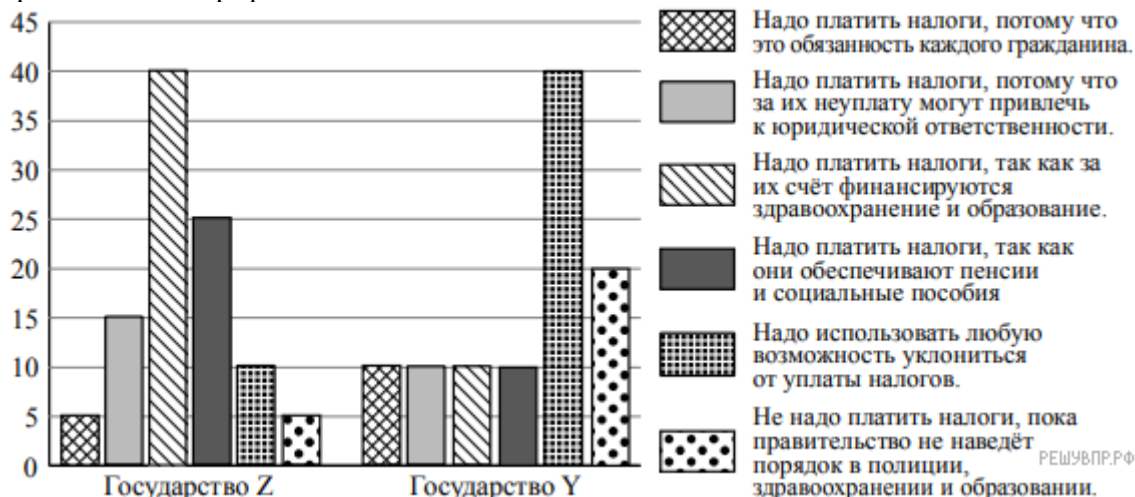 45
40
35
30
25
20
15
10
5
0
Государство Z
Государство Y
Надо платить налоги, потому что
это обязанность каждого гражданина.
Надо платить налоги, потому что
за их неуплату могут привлечь
к юридической ответственности.
Надо платить налоги, так как за
их счёт финансируются
здравоохранение и образование.
Надо платить налоги, так как
они обеспечивают пенсии
и социальные пособия
Надо использовать любую
возможность уклониться
от уплаты налогов.
Не надо платить налоги, пока
правительство не наведёт
порядок в полиции,
здравоохранении и образовании.
РЕШУВПР.РФ